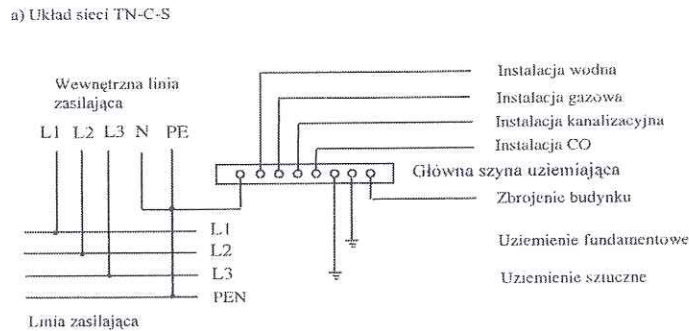 a) Układ sieci TN-C-S
Wewnętrzna linia
zasilająca
L1 L2 L3 N PE
Instalacja wodna
Instalacja gazowa
Instalacja kanalizacyjna
Instalacja CO
Główna szyna uziemiająca
Zbrojenie budynku
L1
L2
L3
PEN
Uziemienie fundamentowe
Uziemienie sztuczne
Linia zasilająca